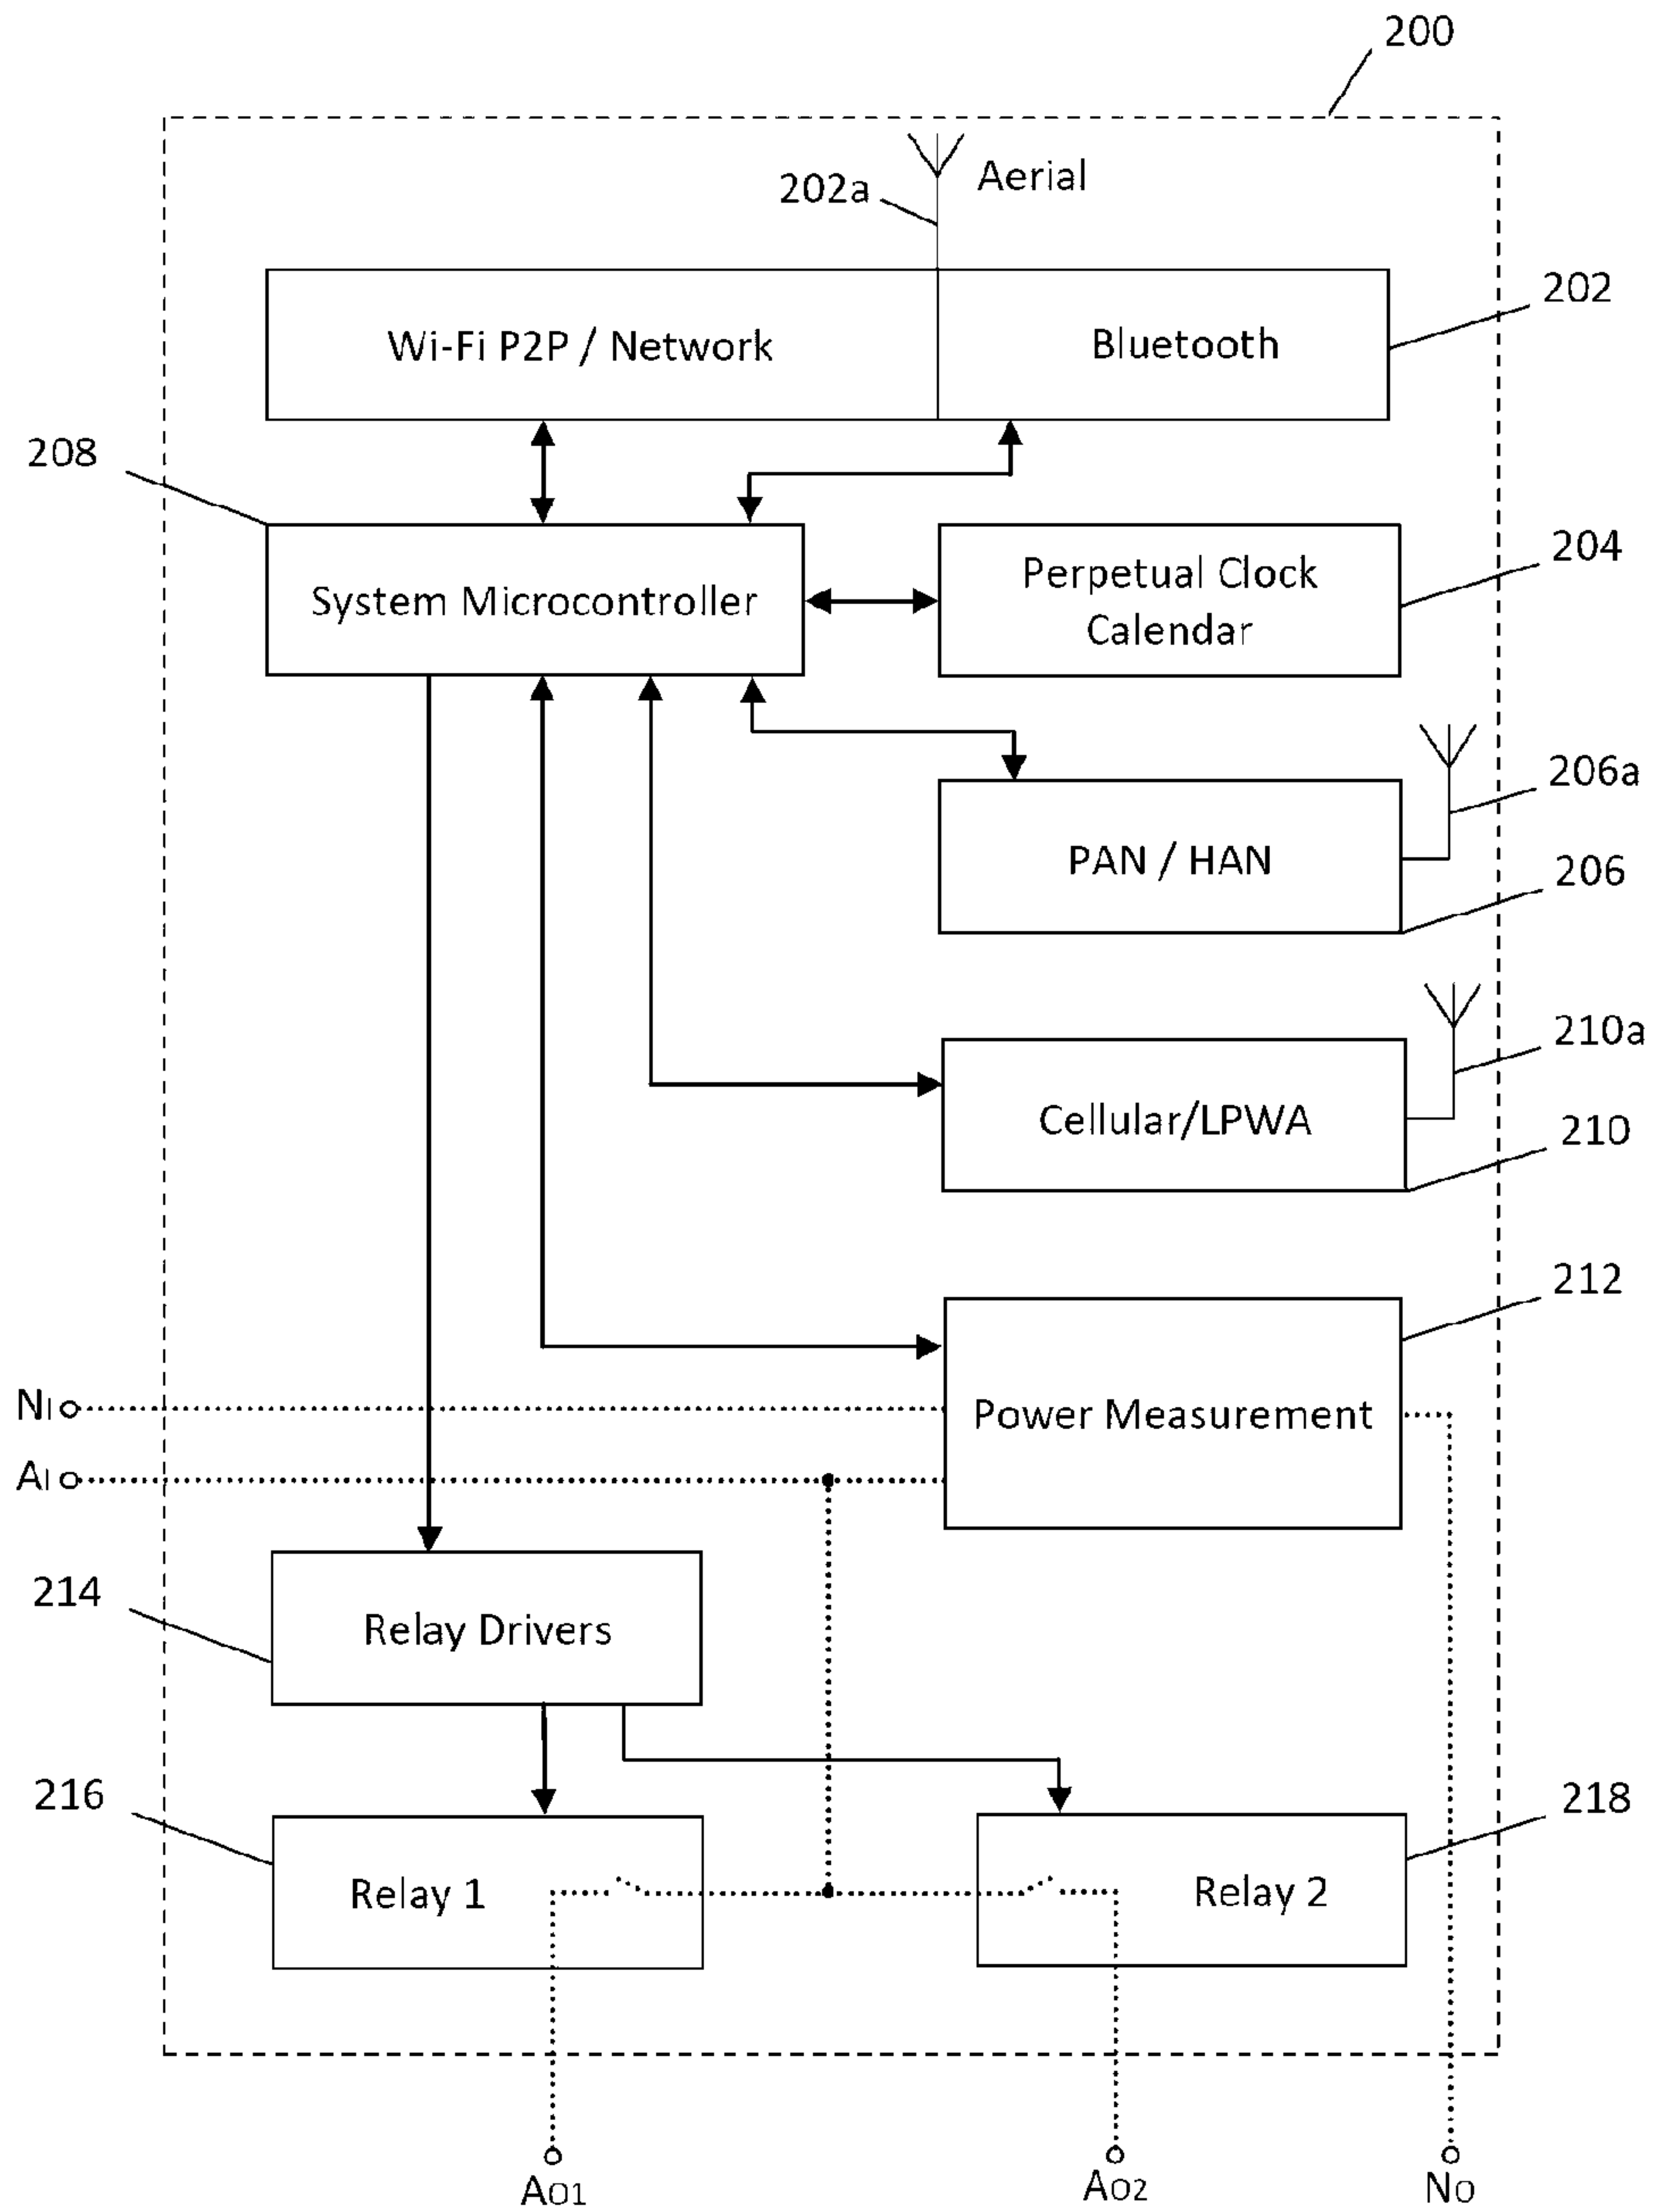 200
202a
Aerial
202
Wi-Fi P2P / Network
Bluetooth
208
System Microcontroller
204
Perpetual Clock
Calendar
206a
PAN / HAN
206
210a
Cellular/LPWA
210
212
NI
Power Measurement
AI
214
Relay Drivers
216
218
Relay 1
Relay 2
AO1
AO2
NO